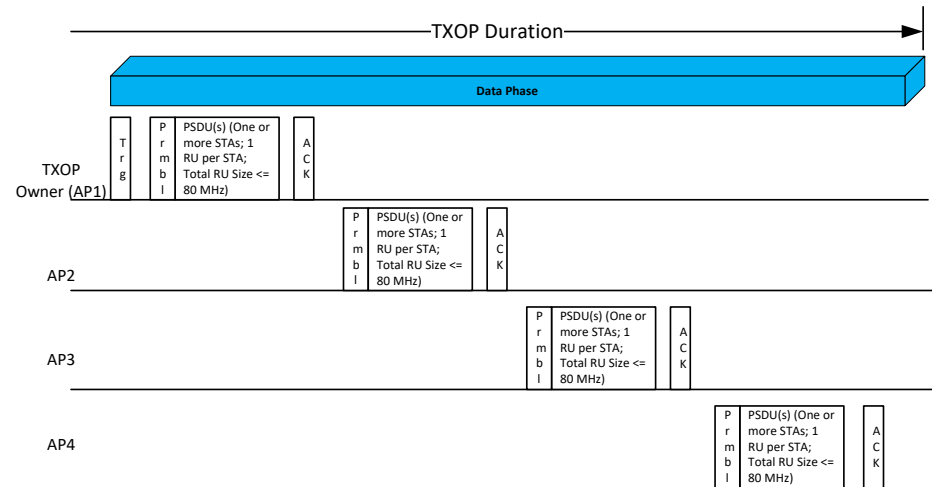 TXOP Duration
Data Phase
TXOP
Owner (AP1)
T
r
g
P
r
m
b
l
PSDU(s) (One or
more STAs; 1
RU per STA;
Total RU Size <=
80 MHz)
A
C
K
AP2
P
r
m
b
l
PSDU(s) (One or
more STAs; 1
RU per STA;
Total RU Size <=
80 MHz)
A
C
K
AP3
P
r
m
b
l
PSDU(s) (One or
more STAs; 1
RU per STA;
Total RU Size <=
80 MHz)
A
C
K
AP4
P
r
m
b
l
PSDU(s) (One or
more STAs; 1
RU per STA;
Total RU Size <=
80 MHz)
A
C
K